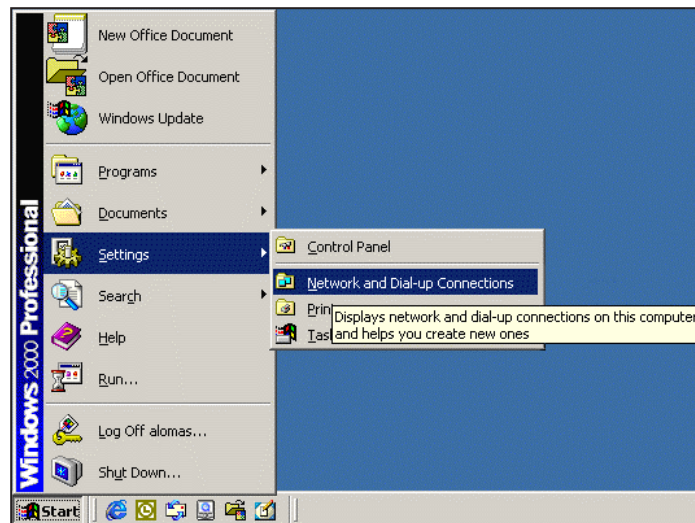 New Office Document
Open Office Document
Windows Update
Programs
Documents
Settings
Search
Help
Run...
Log Off alomas...
Shut Down...
Windows 2000 Professional
Control Panel
Network and Dial-up Connections
Displays network and dial-up connections on this computer
and helps you create new ones
Start